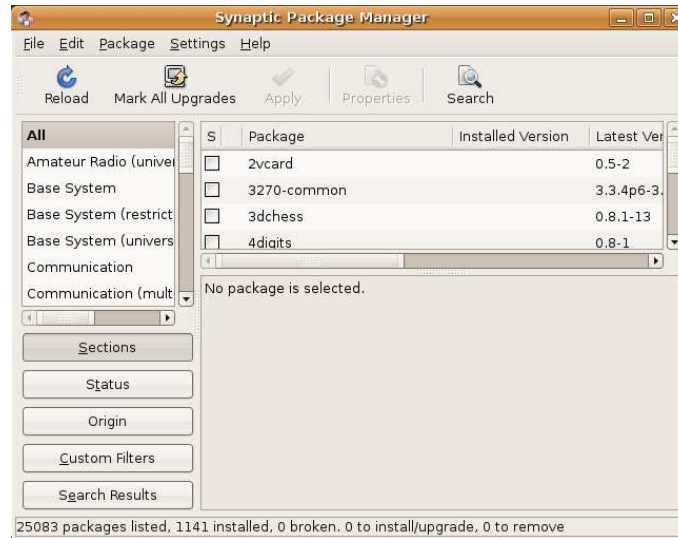 Synaptic Package Manager
File Edit Package Settings Help
Reload Mark All Upgrades Apply Properties Search
All
Amateur Radio (univer
Base System
Base System (restrict
Base System (univers
Communication
Communication (mult
S Package Installed Version Latest Ver
2vcard 0.5-2
3270-common 3.3.4p6-3.
3dchess 0.8.1-13
4digits 0.8-1
No package is selected.
Sections
Status
Origin
Custom Filters
Search Results
25083 packages listed, 1141 installed, 0 broken. 0 to install/upgrade, 0 to remove